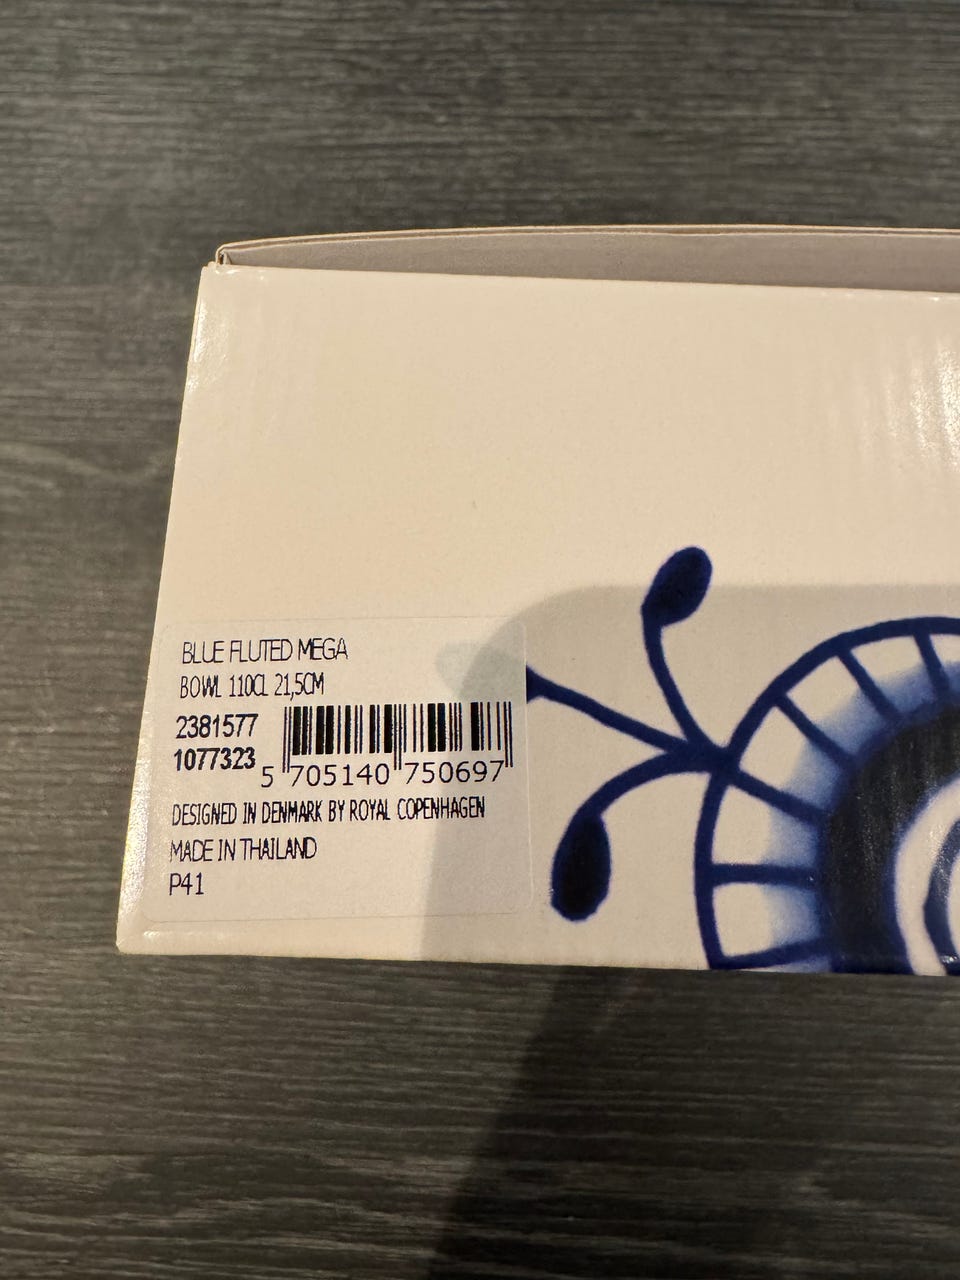 BLUE FLUTED MEGA
BOWL 110CL 21,5CM
2381577
1077323
5 705140 750697
DESIGNED IN DENMARK BY ROYAL COPENHAGEN
MADE IN THAILAND
P41